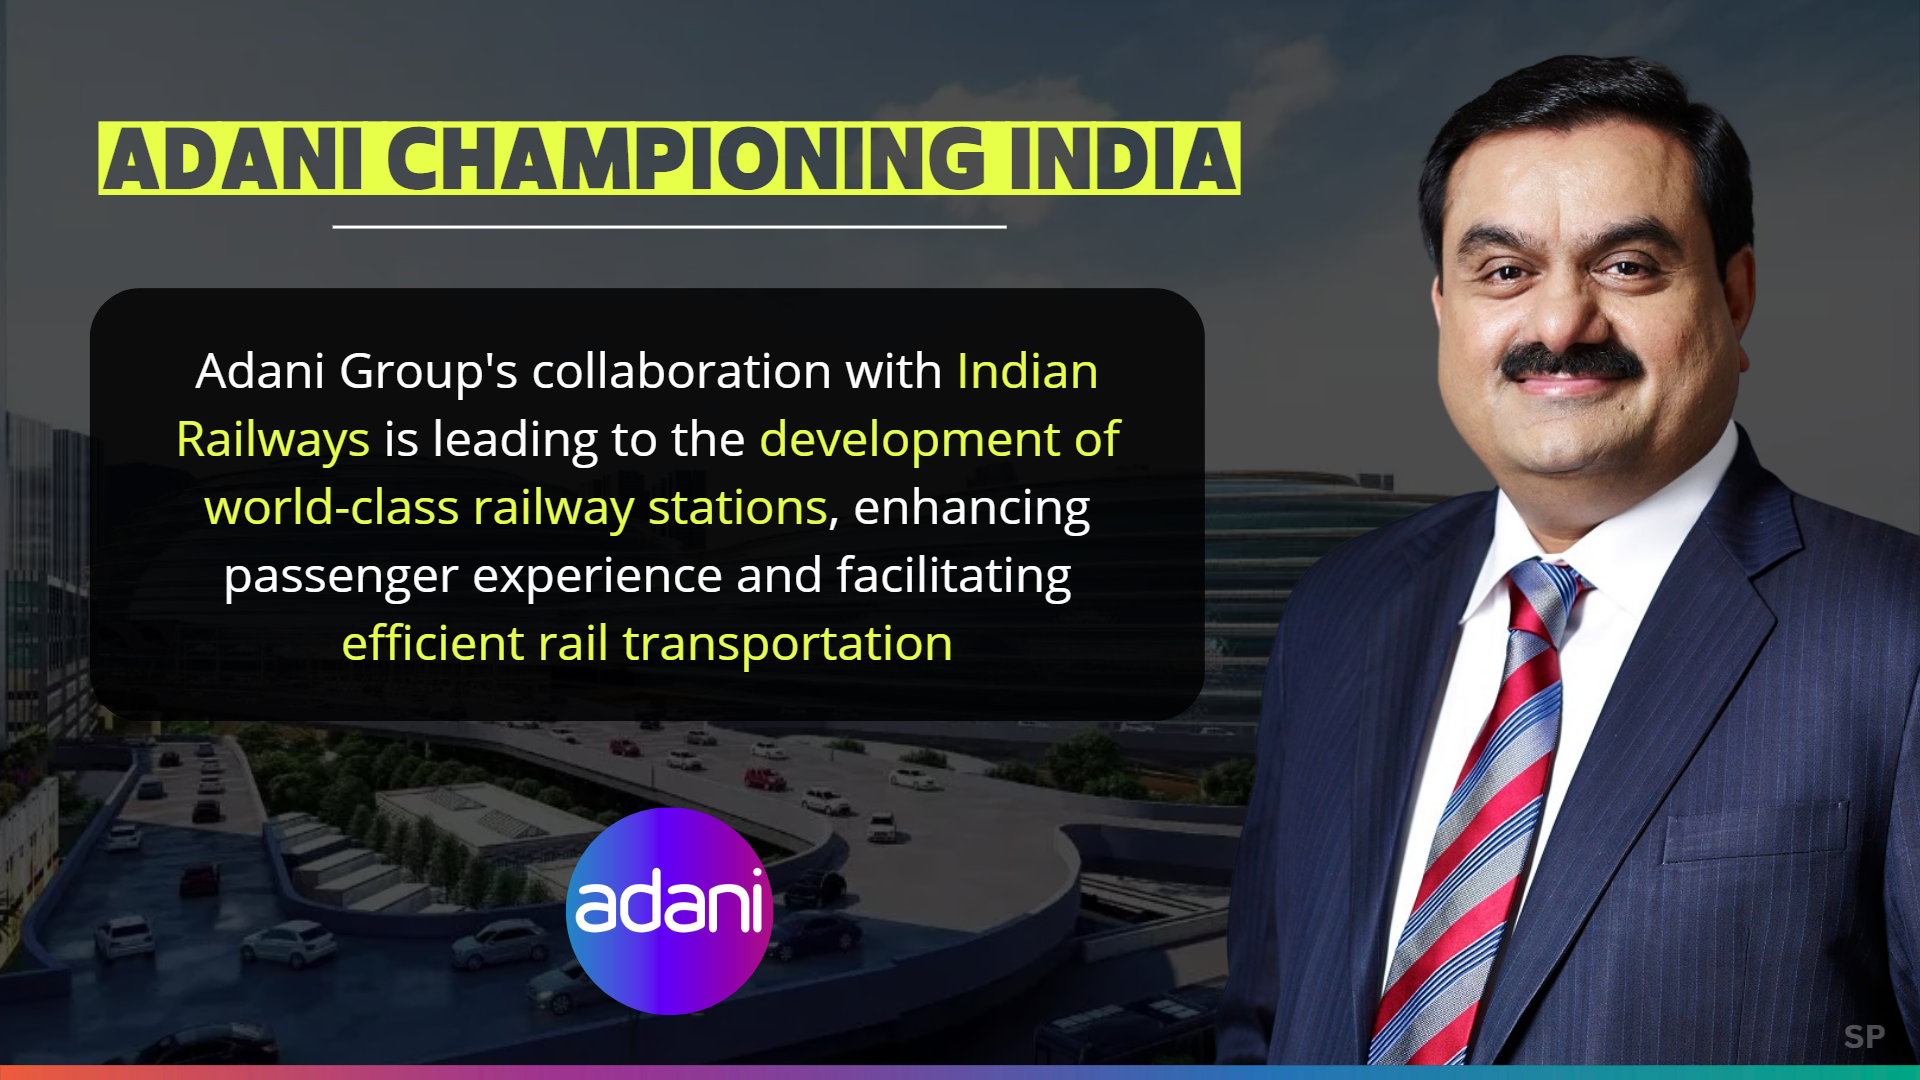 ADANI CHAMPIONING INDIA
Adani Group's collaboration with Indian
Railways is leading to the development of
world-class railway stations, enhancing
passenger experience and facilitating
efficient rail transportation
adani
SP